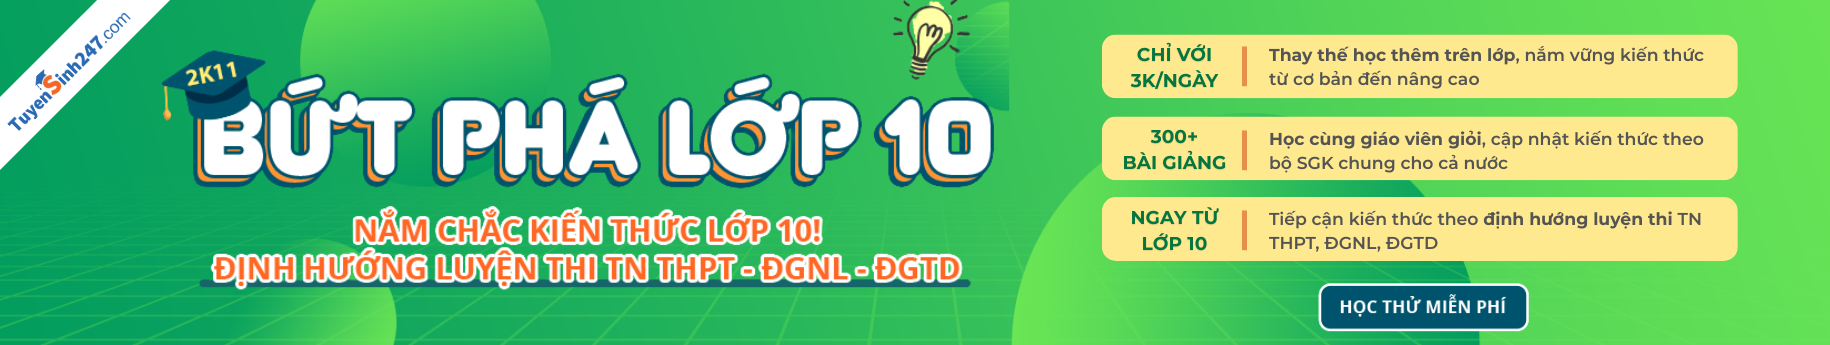 TuyenSinh247.com
2K11
BỨT PHÁ LỚP 10
NẮM CHẮC KIẾN THỨC LỚP 10!
ĐỊNH HƯỚNG LUYỆN THI TN THPT - ĐGNL - ĐGTD
CHỈ VỚI
3K/NGÀY
Thay thế học thêm trên lớp, nắm vững kiến thức
từ cơ bản đến nâng cao
300+
BÀI GIẢNG
Học cùng giáo viên giỏi, cập nhật kiến thức theo
bộ SGK chung cho cả nước
NGAY TỪ
LỚP 10
Tiếp cận kiến thức theo định hướng luyện thi TN
THPT, ĐGNL, ĐGTD
HỌC THỬ MIỄN PHÍ